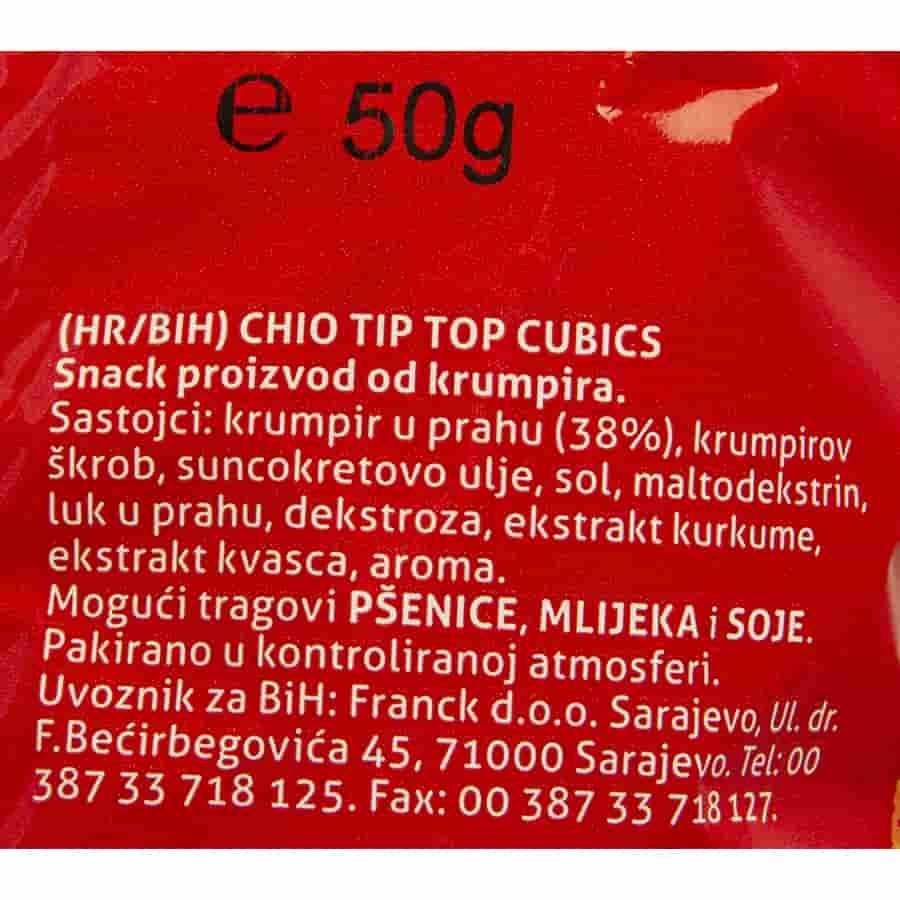 ℮ 50g
(HR/BIH) CHIO TIP TOP CUBICS
Snack proizvod od krumpira.
Sastojci: krumpir u prahu (38%), krumpirov
škrob, suncokretovo ulje, sol, maltodekstrin,
luk u prahu, dekstroza, ekstrakt kurkume,
ekstrakt kvasca, aroma.
Mogući tragovi PŠENICE, MLIJEKA i SOJE.
Pakirano u kontroliranoj atmosferi.
Uvoznik za BiH: Franck d.o.o. Sarajevo, Ul. dr.
F.Bećirbegovića 45, 71000 Sarajevo. Tel: 00
387 33 718 125. Fax: 00 387 33 718 127.